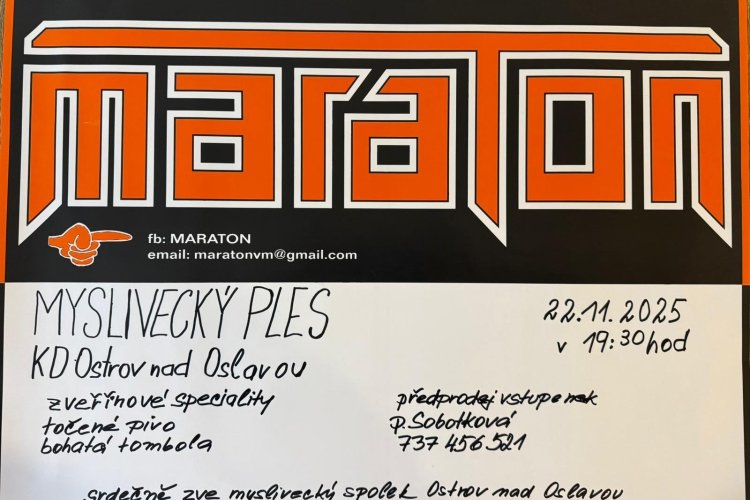 maraton
fb: MARATON
email: maratonvm@gmail.com
MYSLIVECKÝ PLES
22.11.2025
v 19:30 hod
KD Ostrov nad Oslavou
zveřinové speciality
točené pivo
bohatá tombola
předprodej vstupenek
p. Sobotková
737 456 521
srdečně zve myslivecký spolek Ostrov nad Oslavou